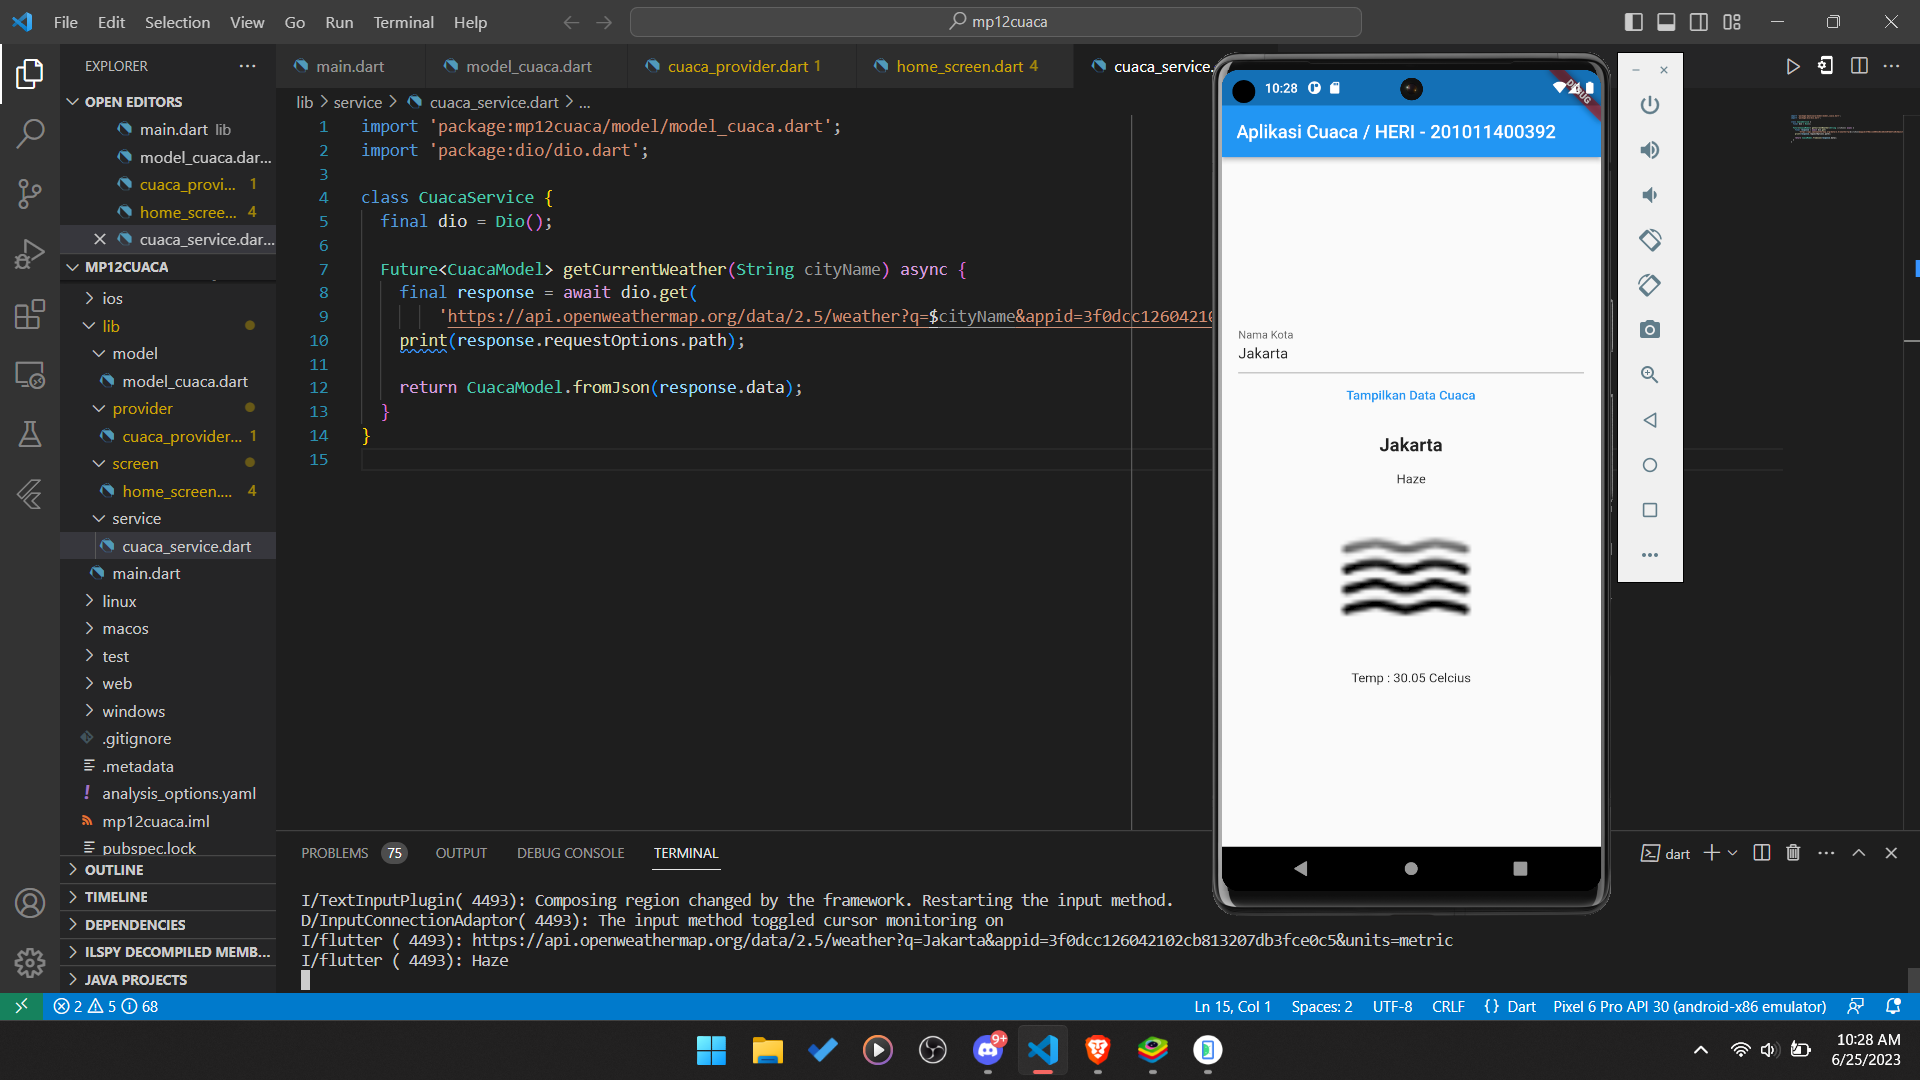 File Edit Selection View Go Run Terminal Help
mp12cuaca
EXPLORER
OPEN EDITORS
main.dart lib
model_cuaca.dar...
cuaca_provi... 1
home_scree... 4
cuaca_service.dar...
MP12CUACA
ios
lib
model
model_cuaca.dart
provider
cuaca_provider... 1
screen
home_screen.... 4
service
cuaca_service.dart
main.dart
linux
macos
test
web
windows
.gitignore
.metadata
analysis_options.yaml
mp12cuaca.iml
pubspec.lock
OUTLINE
TIMELINE
DEPENDENCIES
ILSPY DECOMPILED MEMB...
JAVA PROJECTS
main.dart model_cuaca.dart cuaca_provider.dart 1 home_screen.dart 4 cuaca_service.
lib > service > cuaca_service.dart > ...
1 import 'package:mp12cuaca/model/model_cuaca.dart';
2 import 'package:dio/dio.dart';
3
4 class CuacaService {
5 final dio = Dio();
6
7 Future<CuacaModel> getCurrentWeather(String cityName) async {
8 final response = await dio.get(
9 'https://api.openweathermap.org/data/2.5/weather?q=$cityName&appid=3f0dcc12604210
10 print(response.requestOptions.path);
11
12 return CuacaModel.fromJson(response.data);
13 }
14 }
15
10:28
DEBUG
Aplikasi Cuaca / HERI - 201011400392
Nama Kota
Jakarta
Tampilkan Data Cuaca
Jakarta
Haze
Temp : 30.05 Celcius
PROBLEMS 75 OUTPUT DEBUG CONSOLE TERMINAL
dart
I/TextInputPlugin( 4493): Composing region changed by the framework. Restarting the input method.
D/InputConnectionAdaptor( 4493): The input method toggled cursor monitoring on
I/flutter ( 4493): https://api.openweathermap.org/data/2.5/weather?q=Jakarta&appid=3f0dcc126042102cb813207db3fce0c5&units=metric
I/flutter ( 4493): Haze
2 5 68
Ln 15, Col 1 Spaces: 2 UTF-8 CRLF {} Dart Pixel 6 Pro API 30 (android-x86 emulator)
9+
10:28 AM
6/25/2023